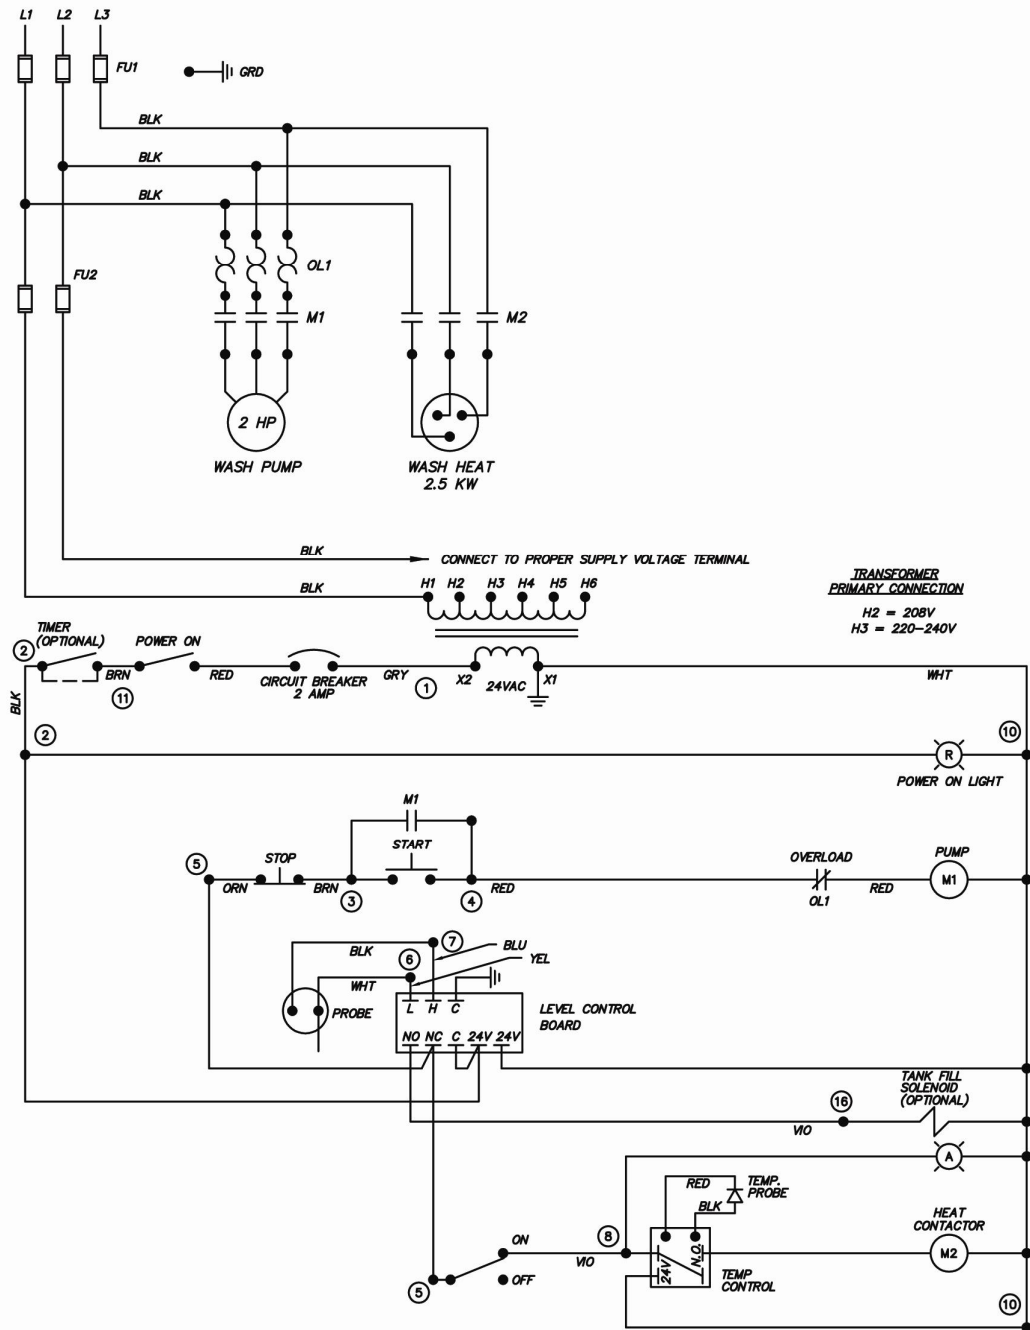 L1 L2 L3
FU1
GRD
BLK
BLK
BLK
FU2
OL1
M1
M2
2 HP
WASH PUMP
WASH HEAT
2.5 KW
BLK
CONNECT TO PROPER SUPPLY VOLTAGE TERMINAL
BLK
H1 H2 H3 H4 H5 H6
TRANSFORMER
PRIMARY CONNECTION
H2 = 208V
H3 = 220-240V
TIMER
(OPTIONAL)
POWER ON
2
BRN
11
RED
CIRCUIT BREAKER
2 AMP
GRY
1
X2
24VAC
X1
WHT
BLK
2
10
R
POWER ON LIGHT
M1
START
STOP
5
ORN
BRN
3
4
RED
OVERLOAD
OL1
RED
PUMP
M1
BLK
7
BLU
6
YEL
WHT
PROBE
L H C
NO NC C 24V 24V
LEVEL CONTROL
BOARD
TANK FILL
SOLENOID
(OPTIONAL)
16
VIO
A
RED
BLK
TEMP.
PROBE
HEAT
CONTACTOR
M2
8
VIO
24V
N.O.
TEMP
CONTROL
ON
OFF
5
10